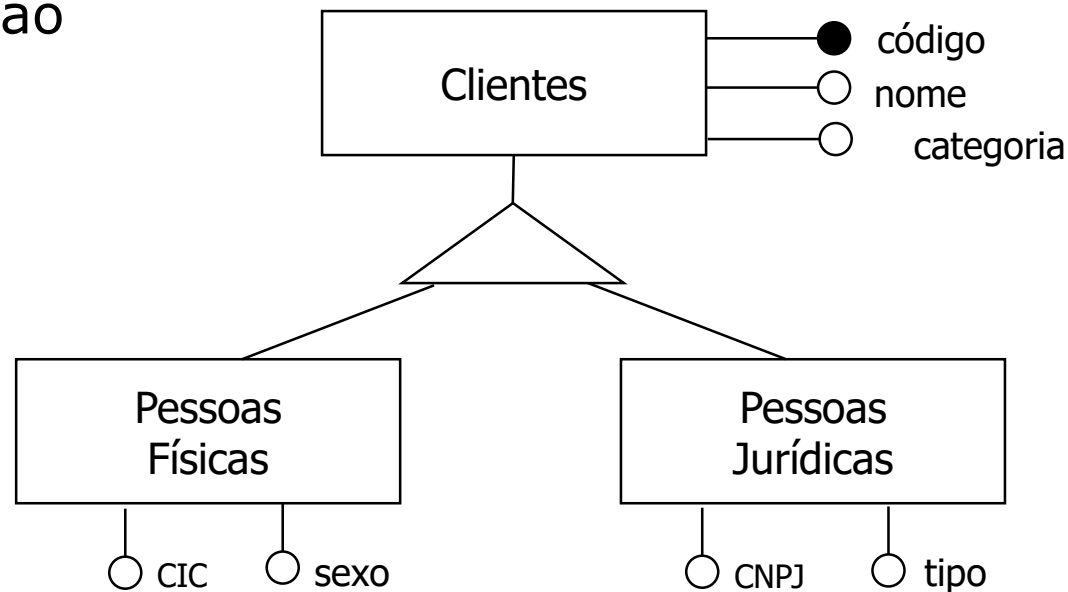 ao
Clientes
código
nome
categoria
Pessoas
Físicas
Pessoas
Jurídicas
CIC
sexo
CNPJ
tipo